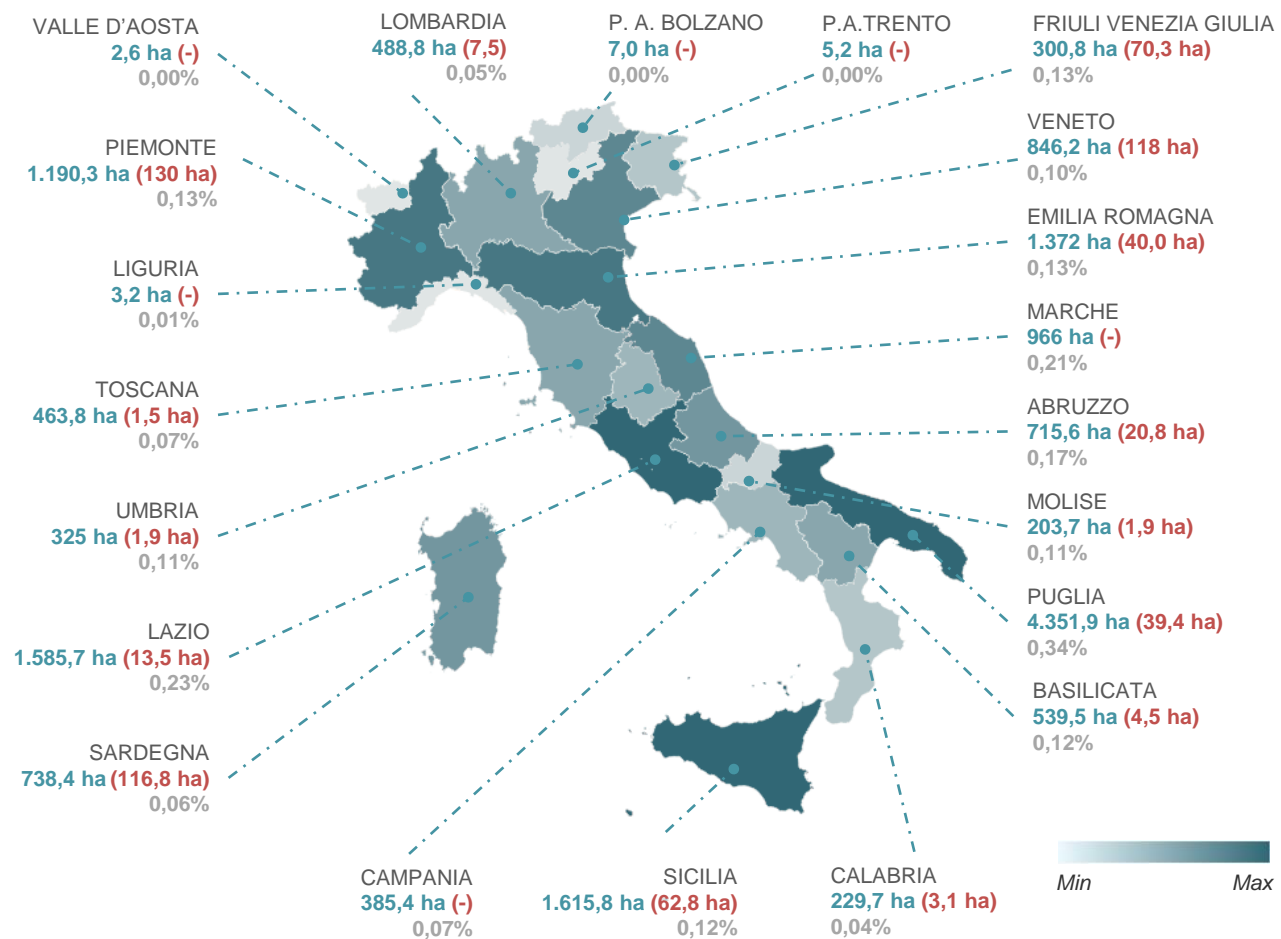 VALLE D'AOSTA
2,6 ha (-)
0,00%
LOMBARDIA
488,8 ha (7,5)
0,05%
P. A. BOLZANO
7,0 ha (-)
0,00%
P.A.TRENTO
5,2 ha (-)
0,00%
FRIULI VENEZIA GIULIA
300,8 ha (70,3 ha)
0,13%
PIEMONTE
1.190,3 ha (130 ha)
0,13%
VENETO
846,2 ha (118 ha)
0,10%
EMILIA ROMAGNA
1.372 ha (40,0 ha)
0,13%
LIGURIA
3,2 ha (-)
0,01%
MARCHE
966 ha (-)
0,21%
TOSCANA
463,8 ha (1,5 ha)
0,07%
ABRUZZO
715,6 ha (20,8 ha)
0,17%
UMBRIA
325 ha (1,9 ha)
0,11%
MOLISE
203,7 ha (1,9 ha)
0,11%
LAZIO
1.585,7 ha (13,5 ha)
0,23%
PUGLIA
4.351,9 ha (39,4 ha)
0,34%
SARDEGNA
738,4 ha (116,8 ha)
0,06%
BASILICATA
539,5 ha (4,5 ha)
0,12%
CAMPANIA
385,4 ha (-)
0,07%
SICILIA
1.615,8 ha (62,8 ha)
0,12%
CALABRIA
229,7 ha (3,1 ha)
0,04%
Min Max